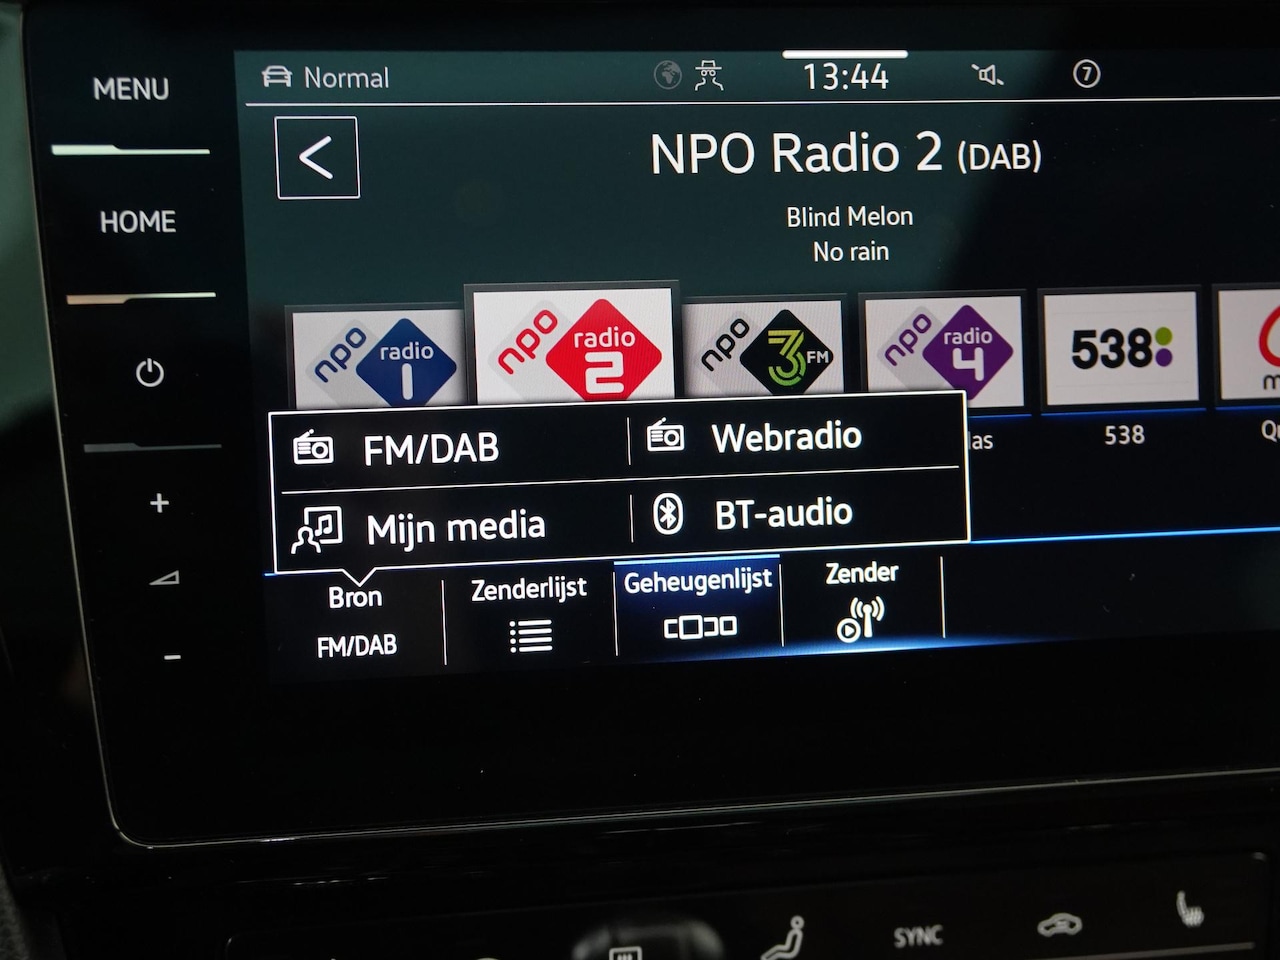 MENU
HOME
Normal
13:44
7
NPO Radio 2 (DAB)
Blind Melon
No rain
npo radio 1
npo radio 2
npo 3FM
npo radio 4
538
538
FM/DAB
Webradio
Mijn media
BT-audio
Bron
FM/DAB
Zenderlijst
Geheugenlijst
Zender
SYNC